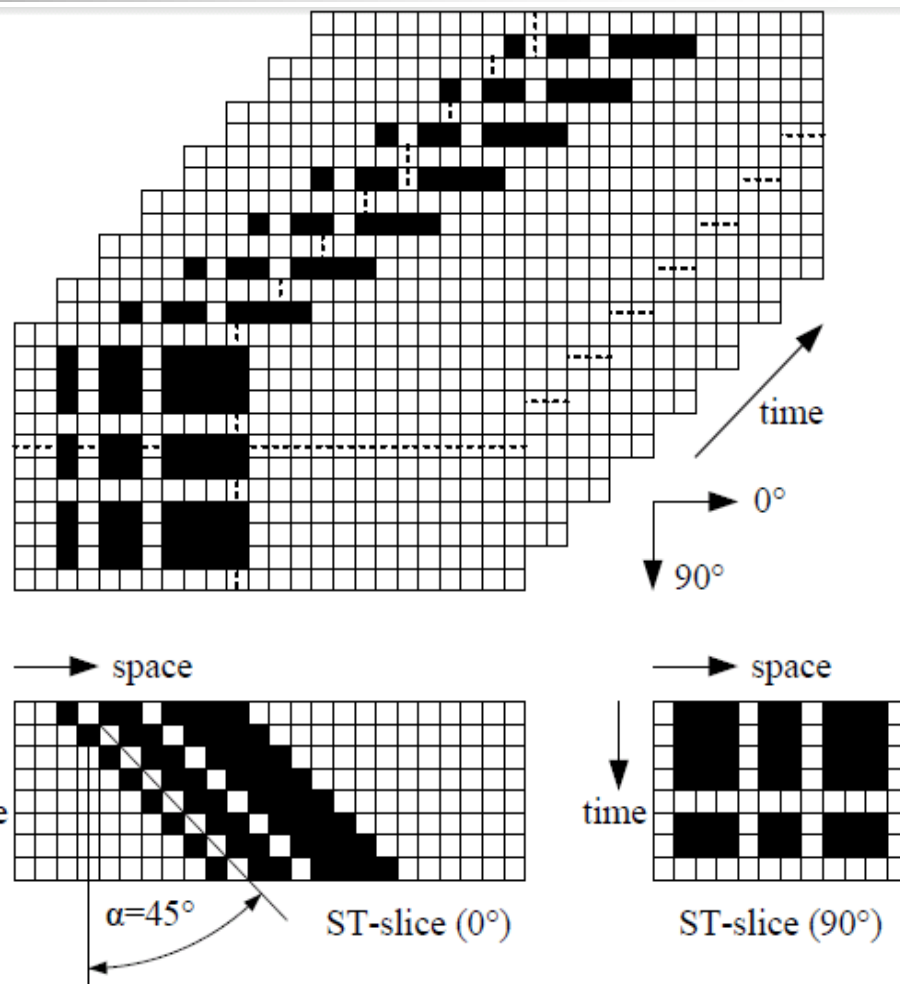 time
0°
90°
space
space
e
time
α=45°
ST-slice (0°)
ST-slice (90°)